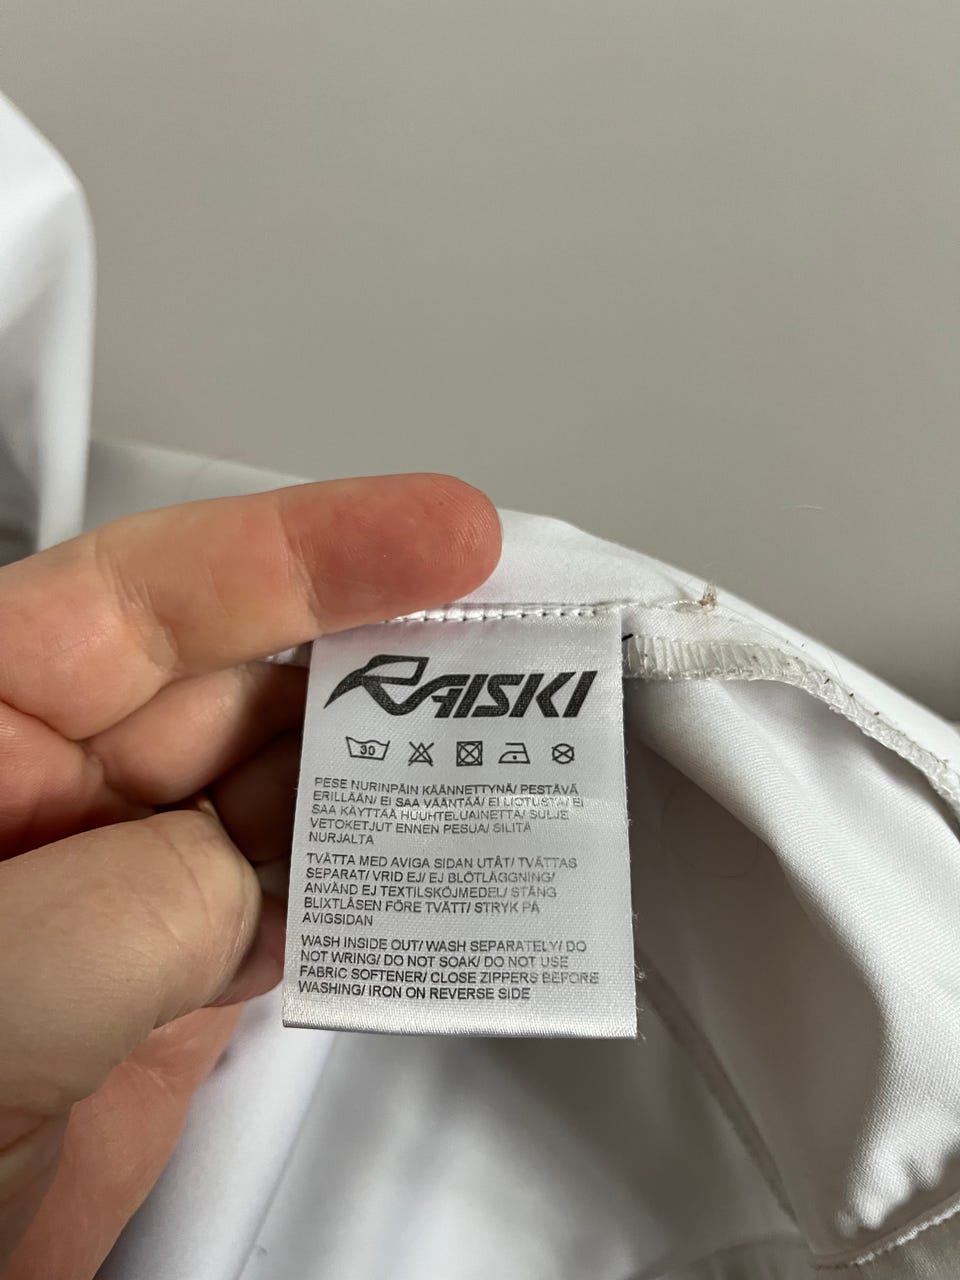 RAISKI
30
PESE NURINPÄIN KÄÄNNETTYNÄ/ PESTÄVÄ
ERILLÄÄN/ EI SAA VÄÄNTÄÄ/ EI LIOTUSTA/ EI
SAA KÄYTTÄÄ HUUHTELUAINETTA/ SULJE
VETOKETJUT ENNEN PESUA/ SILITÄ
NURJALTA
TVÄTTA MED AVIGA SIDAN UTÅT/ TVÄTTAS
SEPARAT/ VRID EJ/ EJ BLÖTLÄGGNING/
ANVÄND EJ TEXTILSKÖJMEDEL/ STÄNG
BLIXTLÅSEN FÖRE TVÄTT/ STRYK PÅ
AVIGSIDAN
WASH INSIDE OUT/ WASH SEPARATELY/ DO
NOT WRING/ DO NOT SOAK/ DO NOT USE
FABRIC SOFTENER/ CLOSE ZIPPERS BEFORE
WASHING/ IRON ON REVERSE SIDE